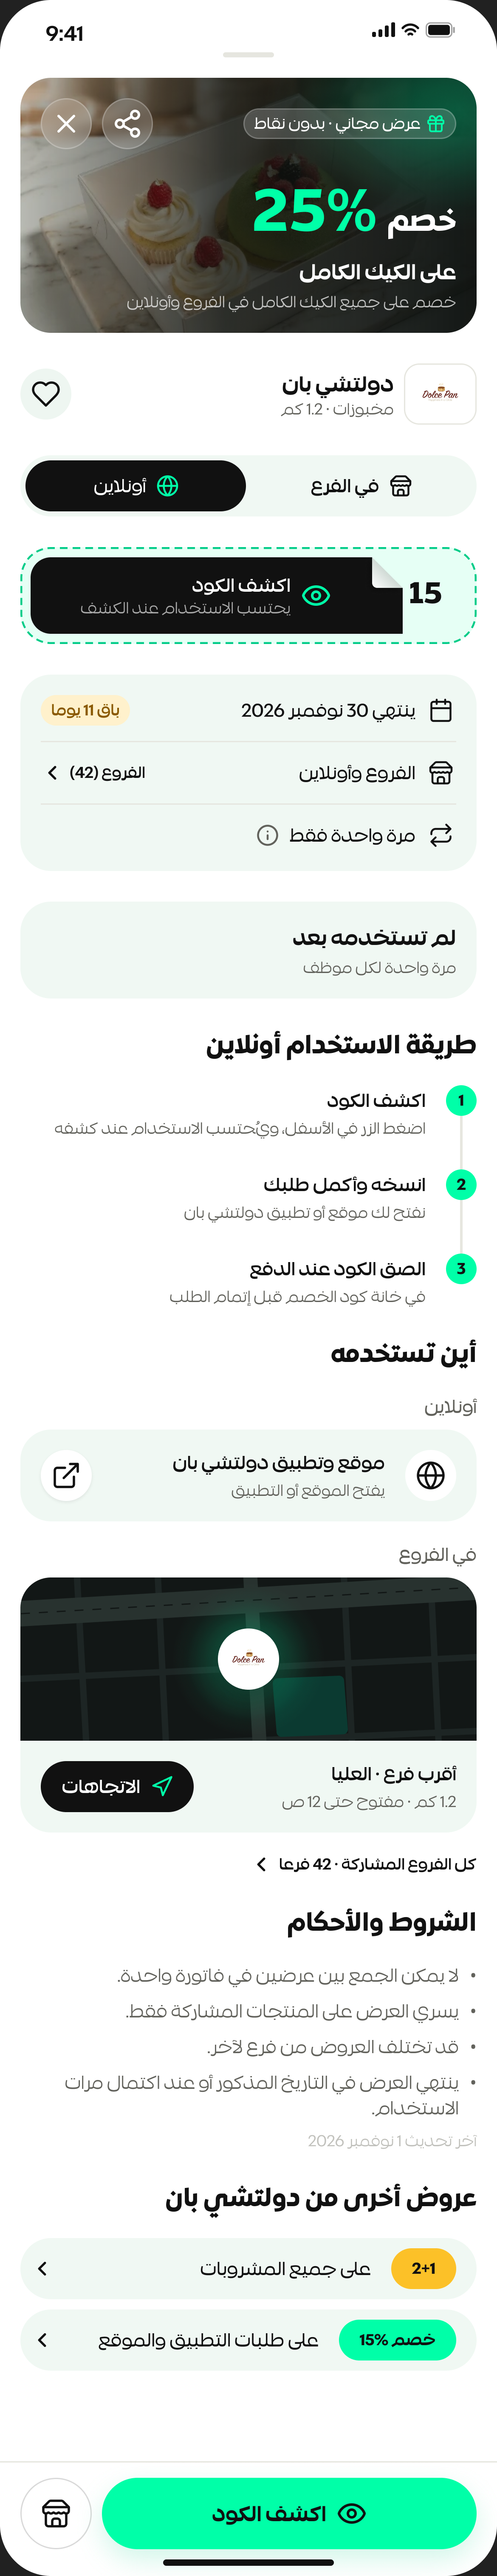 9:41
عرض مجاني · بدون نقاط
خصم 25%
على الكيك الكامل
خصم على جميع الكيك الكامل في الفروع وأونلاين
Dolce Pan
دولتشي بان
مخبوزات · 1.2 كم
في الفرع
أونلاين
15
اكشف الكود
يحتسب الاستخدام عند الكشف
ينتهي 30 نوفمبر 2026
باق 11 يوما
الفروع وأونلاين
الفروع (42)
مرة واحدة فقط
لم تستخدمه بعد
مرة واحدة لكل موظف
طريقة الاستخدام أونلاين
1
اكشف الكود
اضغط الزر في الأسفل، ويُحتسب الاستخدام عند كشفه
2
انسخه وأكمل طلبك
نفتح لك موقع أو تطبيق دولتشي بان
3
الصق الكود عند الدفع
في خانة كود الخصم قبل إتمام الطلب
أين تستخدمه
أونلاين
موقع وتطبيق دولتشي بان
يفتح الموقع أو التطبيق
في الفروع
Dolce Pan
أقرب فرع · العليا
1.2 كم · مفتوح حتى 12 ص
الاتجاهات
كل الفروع المشاركة · 42 فرعا
الشروط والأحكام
• لا يمكن الجمع بين عرضين في فاتورة واحدة.
• يسري العرض على المنتجات المشاركة فقط.
• قد تختلف العروض من فرع لآخر.
• ينتهي العرض في التاريخ المذكور أو عند اكتمال مرات
الاستخدام.
آخر تحديث 1 نوفمبر 2026
عروض أخرى من دولتشي بان
2+1
على جميع المشروبات
خصم 15%
على طلبات التطبيق والموقع
اكشف الكود